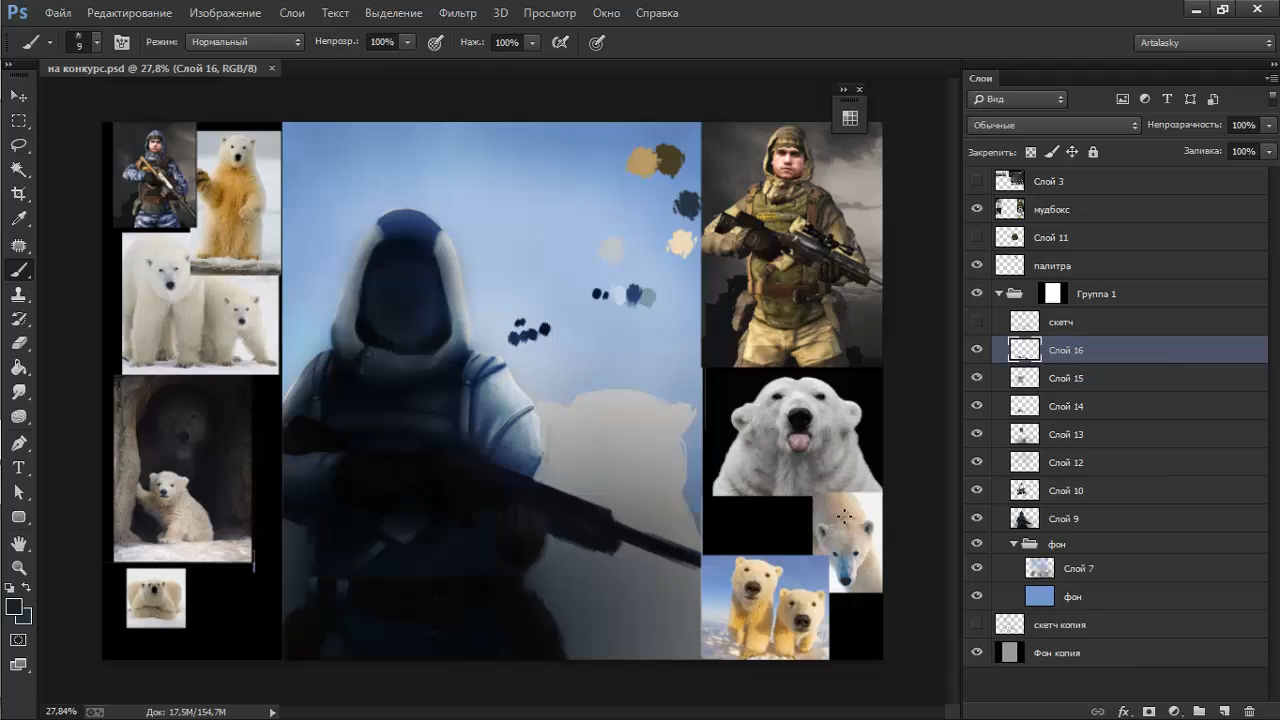 Ps Файл Редактирование Изображение Слои Текст Выделение Фильтр 3D Просмотр Окно Справка
9 Режим: Нормальный Непрозр.: 100% Наж.: 100% Artalasky
на конкурс.psd @ 27,8% (Слой 16, RGB/8) ×
Слои
Вид
Обычные Непрозрачность: 100%
Закрепить: Заливка: 100%
Слой 3
мудбокс
Слой 11
палитра
Группа 1
скетч
Слой 16
Слой 15
Слой 14
Слой 13
Слой 12
Слой 10
Слой 9
фон
Слой 7
фон
скетч копия
Фон копия
27,84% Док: 17,5M/154,7M
fx